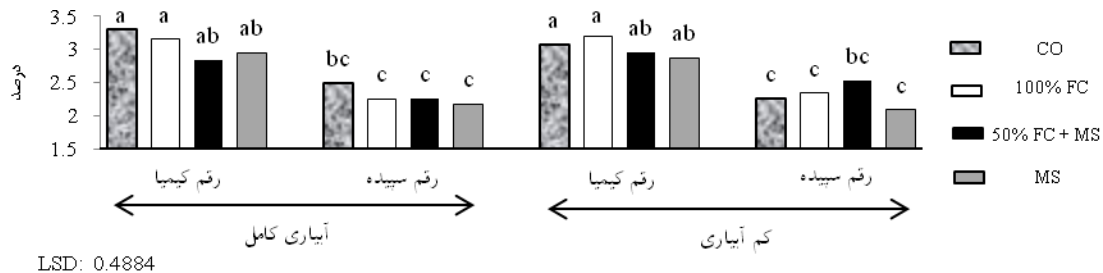 3.5
3
2.5
2
1.5
درصد
a a ab ab bc c c c a a ab ab c c bc c
رقم کیمیا رقم سپیده رقم کیمیا رقم سپیده
آبیاری کامل کم آبیاری
CO
100% FC
50% FC + MS
MS
LSD: 0.4884